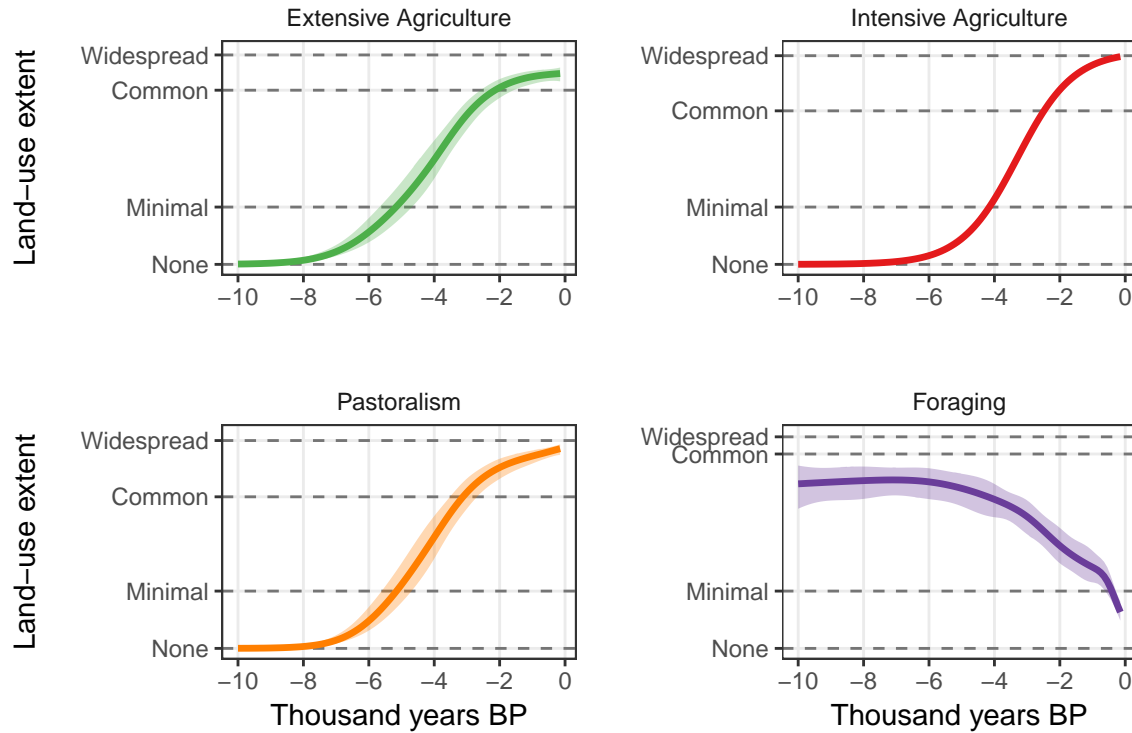 Extensive Agriculture
Land−use extent
Widespread
Common
Minimal
None
−10 −8 −6 −4 −2 0
Intensive Agriculture
Widespread
Common
Minimal
None
−10 −8 −6 −4 −2 0
Pastoralism
Land−use extent
Widespread
Common
Minimal
None
−10 −8 −6 −4 −2 0
Thousand years BP
Foraging
Widespread
Common
Minimal
None
−10 −8 −6 −4 −2 0
Thousand years BP